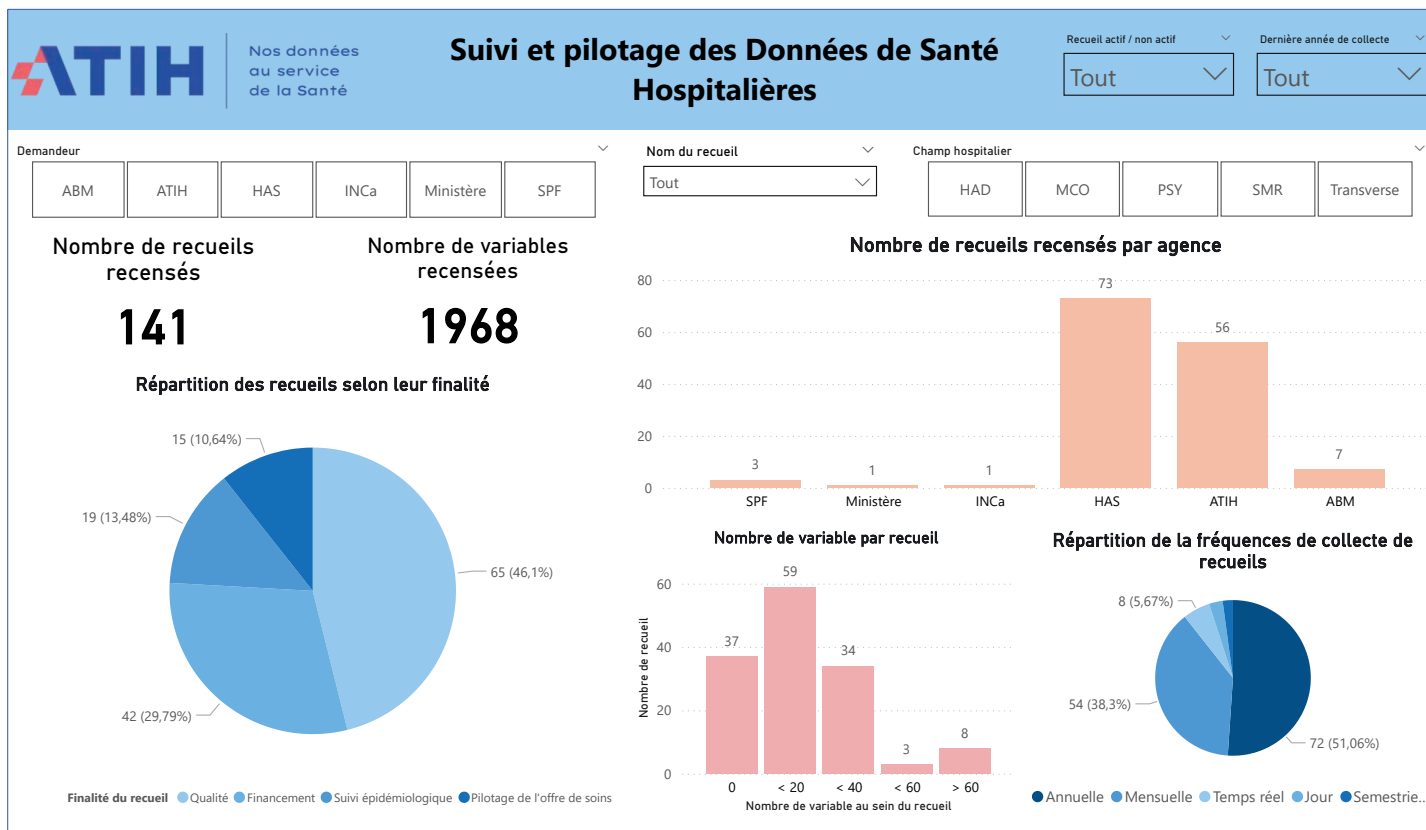 ATIH
Nos données
au service
de la Santé
Suivi et pilotage des Données de Santé
Hospitalières
Recueil actif / non actif
Tout
Dernière année de collecte
Tout
Demandeur
ABM
ATIH
HAS
INCa
Ministère
SPF
Nom du recueil
Tout
Champ hospitalier
HAD
MCO
PSY
SMR
Transverse
Nombre de recueils
recensés
141
Nombre de variables
recensées
1968
Répartition des recueils selon leur finalité
15 (10,64%)
19 (13,48%)
65 (46,1%)
42 (29,79%)
Finalité du recueil Qualité Financement Suivi épidémiologique Pilotage de l'offre de soins
Nombre de recueils recensés par agence
80
60
40
20
0
3
1
1
73
56
7
SPF Ministère INCa HAS ATIH ABM
Nombre de variable par recueil
Nombre de recueil
60
40
20
0
37
59
34
3
8
0 < 20 < 40 < 60 > 60
Nombre de variable au sein du recueil
Répartition de la fréquences de collecte de
recueils
8 (5,67%)
54 (38,3%)
72 (51,06%)
Annuelle Mensuelle Temps réel Jour Semestrie...